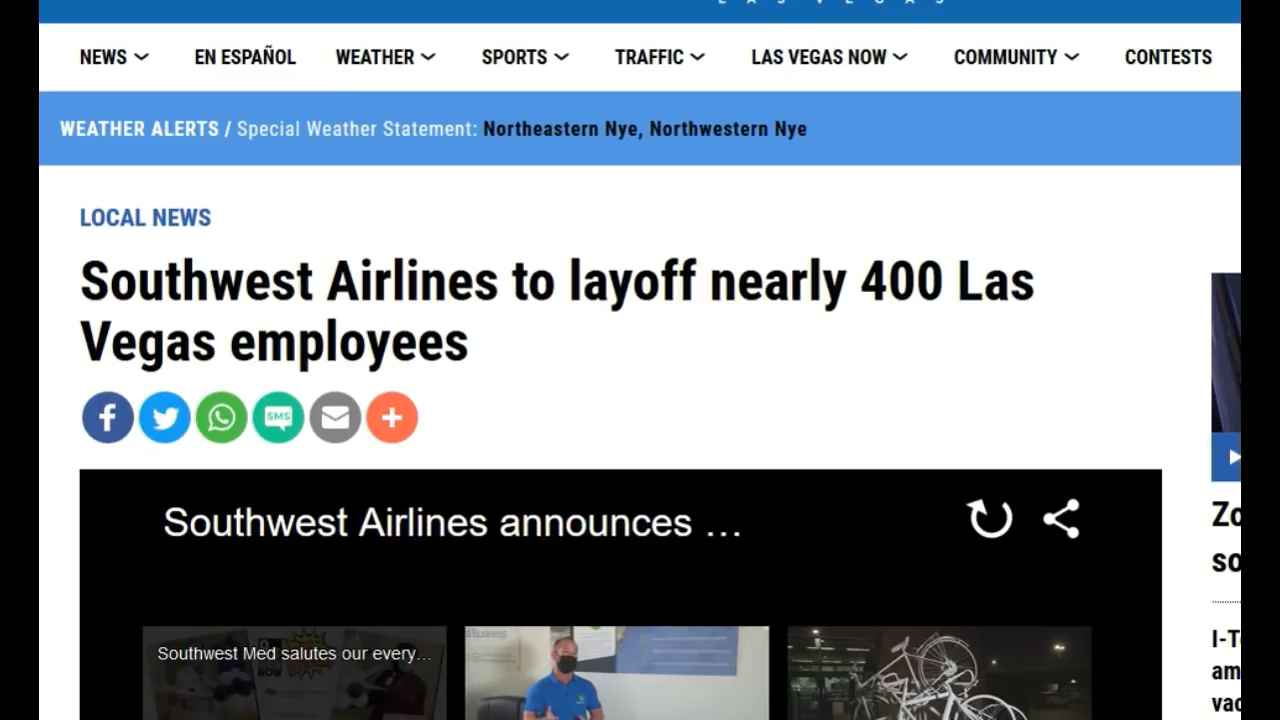 NEWS EN ESPAÑOL WEATHER SPORTS TRAFFIC LAS VEGAS NOW COMMUNITY CONTESTS
WEATHER ALERTS / Special Weather Statement: Northeastern Nye, Northwestern Nye
LOCAL NEWS
Southwest Airlines to layoff nearly 400 Las
Vegas employees
SMS
Southwest Airlines announces ...
Southwest Med salutes our every...
NOW